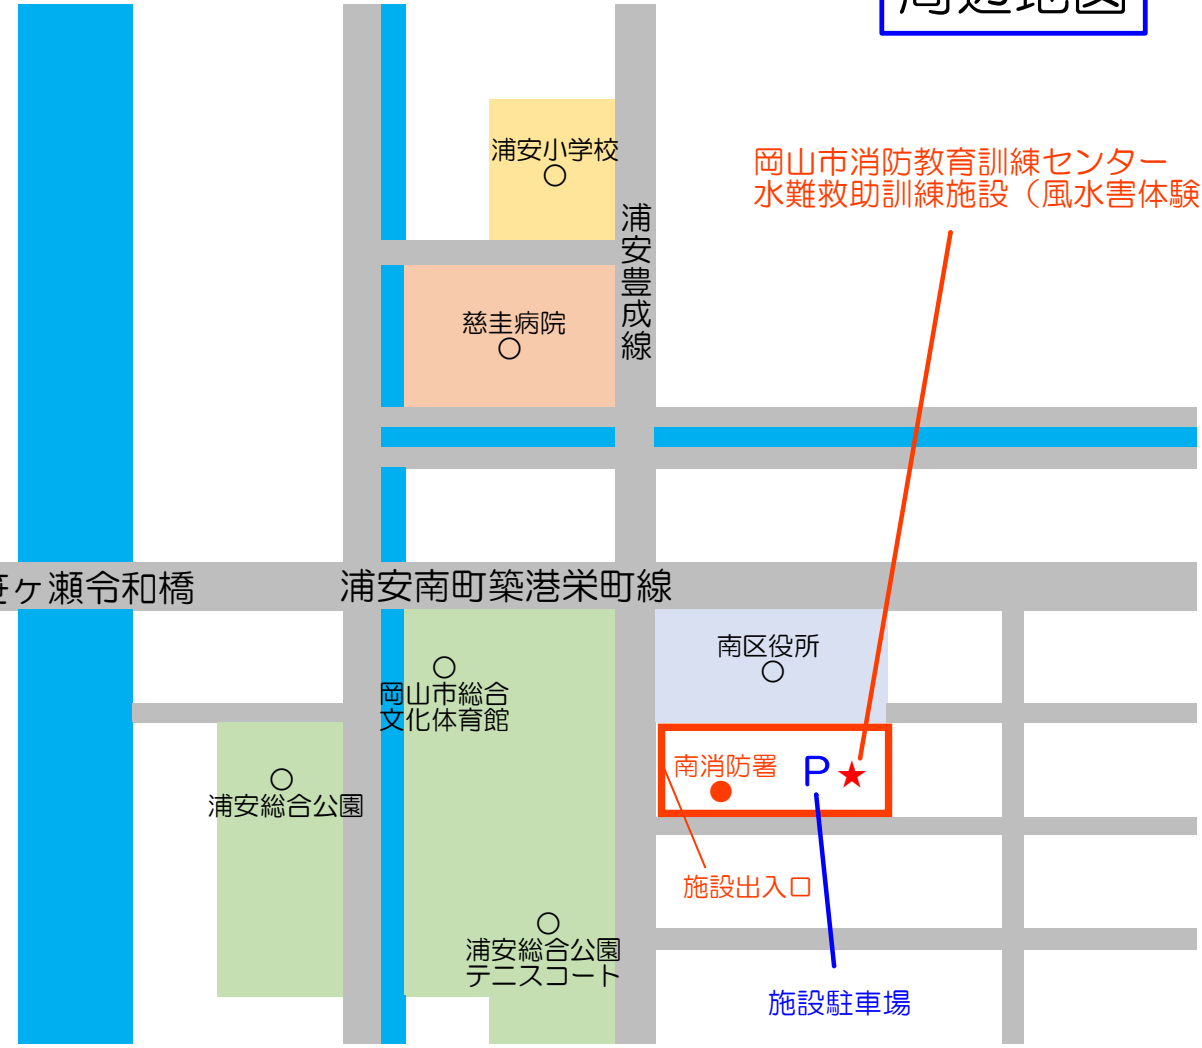 周辺地図
浦安小学校
岡山市消防教育訓練センター
水難救助訓練施設（風水害体験
浦安豊成線
慈圭病院
笹ヶ瀬令和橋
浦安南町築港栄町線
南区役所
岡山市総合
文化体育館
南消防署
P
浦安総合公園
施設出入口
浦安総合公園
テニスコート
施設駐車場